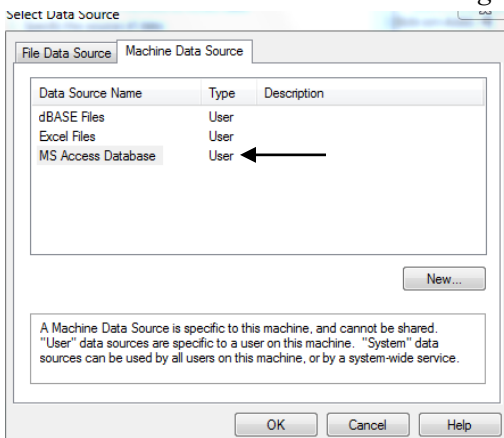 Select Data Source
File Data Source Machine Data Source
Data Source Name Type Description
dBASE Files User
Excel Files User
MS Access Database User
New...
A Machine Data Source is specific to this machine, and cannot be shared.
"User" data sources are specific to a user on this machine. "System" data
sources can be used by all users on this machine, or by a system-wide service.
OK Cancel Help